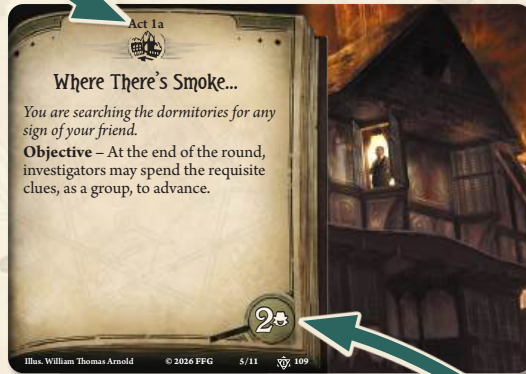 Act 1a
Where There's Smoke...
You are searching the dormitories for any
sign of your friend.
Objective – At the end of the round,
investigators may spend the requisite
clues, as a group, to advance.
2
Illus. William Thomas Arnold © 2026 FFG 5/11 109